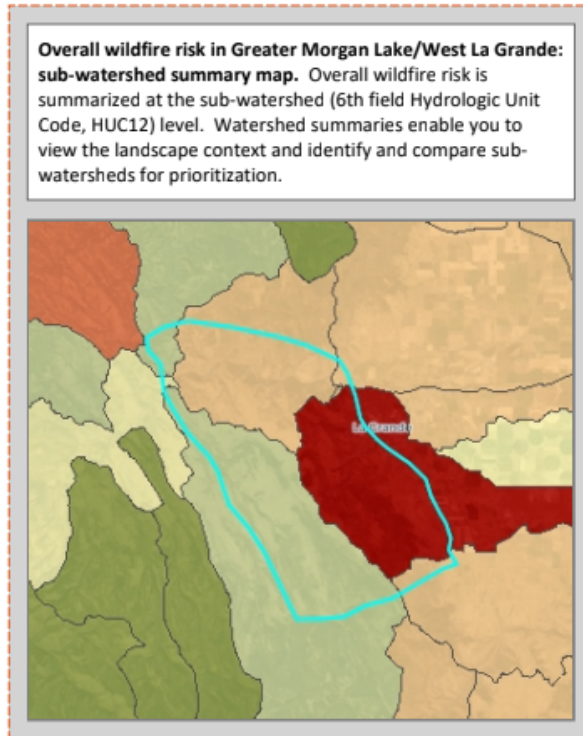 Overall wildfire risk in Greater Morgan Lake/West La Grande:
sub-watershed summary map.  Overall wildfire risk is
summarized at the sub-watershed (6th field Hydrologic Unit
Code, HUC12) level.  Watershed summaries enable you to
view the landscape context and identify and compare sub-
watersheds for prioritization.
La Grande